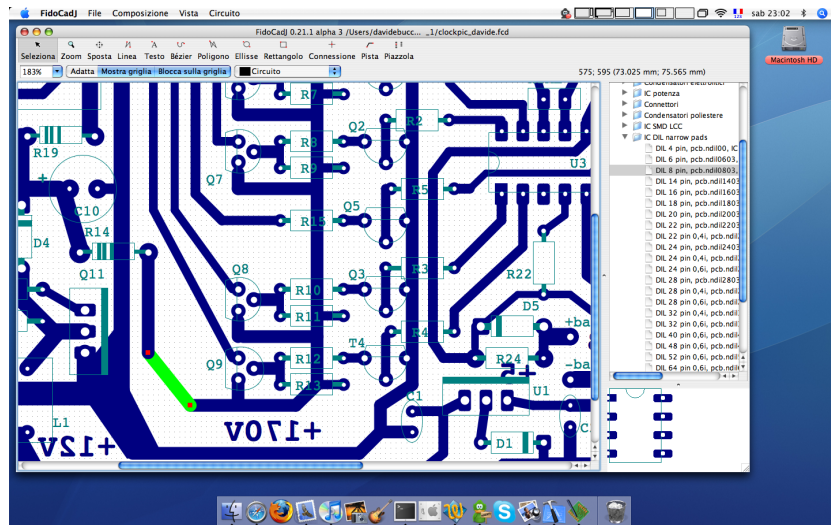 FidoCadJ File Composizione Vista Circuito sab 23:02
FidoCadJ 0.21.1 alpha 3 /Users/davidebucc... _1/clockpic_davide.fcd
Seleziona Zoom Sposta Linea Testo Bézier Poligono Ellisse Rettangolo Connessione Pista Piazzola
183% Adatta Mostra griglia Blocca sulla griglia Circuito 575; 595 (73.025 mm; 75.565 mm)
Macintosh HD
Condensatori elettrolitici
IC potenza
Connettori
Condensatori poliestere
IC SMD LCC
IC DIL narrow pads
DIL 4 pin, pcb.ndil00, IC
DIL 6 pin, pcb.ndil0603,
DIL 8 pin, pcb.ndil0803,
DIL 14 pin, pcb.ndil1403
DIL 16 pin, pcb.ndil1603
DIL 18 pin, pcb.ndil1803
DIL 20 pin, pcb.ndil2003
DIL 22 pin, pcb.ndil2203
DIL 22 pin 0,4i, pcb.ndil
DIL 24 pin, pcb.ndil2403
DIL 24 pin 0,4i, pcb.ndil
DIL 24 pin 0,6i, pcb.ndil
DIL 28 pin, pcb.ndil2803
DIL 28 pin 0,4i, pcb.ndil
DIL 28 pin 0,6i, pcb.ndil
DIL 32 pin 0,4i, pcb.ndil
DIL 32 pin 0,6i, pcb.ndil
DIL 40 pin 0,6i, pcb.ndil
DIL 48 pin 0,6i, pcb.ndil
DIL 52 pin 0,6i, pcb.ndil
DIL 64 pin 0,6i, pcb.ndil
R7
R2
Q2
R19
R8
R9
U3
Q7
R5
+
C10
Q5
R15
R14
D4
Q11
Q8
Q3
R3
R22
R10
R11
D5
R4
+ba
T4
Q9
R12
R24
-ba
R13
+5
C1
U1
L1
+170V
+12V
D1
C